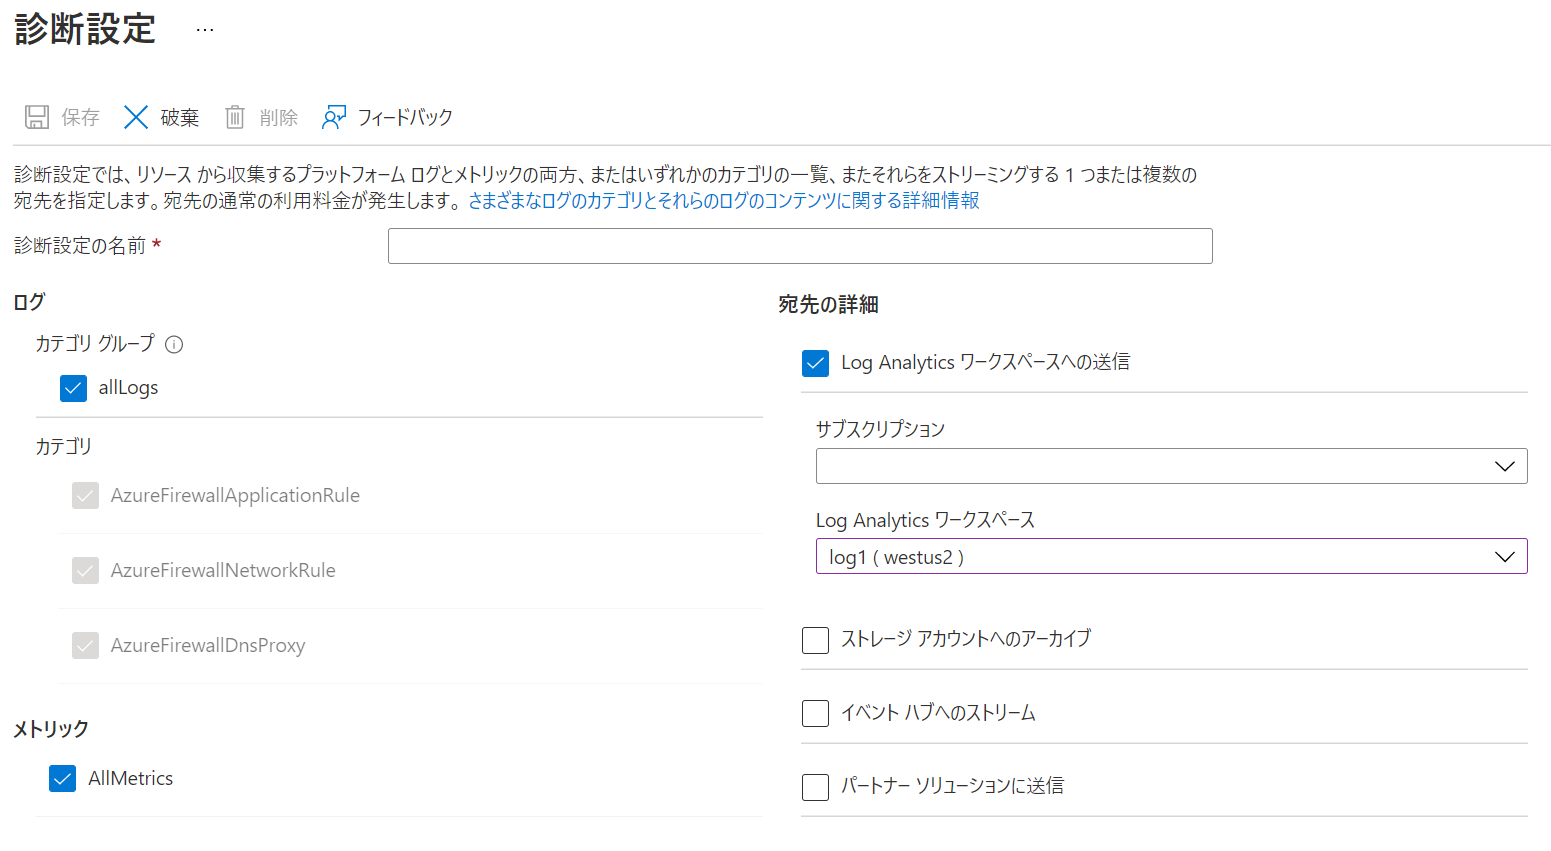 診断設定 …
保存 破棄 削除 フィードバック
診断設定では、リソース から収集するプラットフォーム ログとメトリックの両方、またはいずれかのカテゴリの一覧、またそれらをストリーミングする 1 つまたは複数の
宛先を指定します。宛先の通常の利用料金が発生します。さまざまなログのカテゴリとそれらのログのコンテンツに関する詳細情報
診断設定の名前 *
ログ
カテゴリ グループ
allLogs
カテゴリ
AzureFirewallApplicationRule
AzureFirewallNetworkRule
AzureFirewallDnsProxy
メトリック
AllMetrics
宛先の詳細
Log Analytics ワークスペースへの送信
サブスクリプション
Log Analytics ワークスペース
log1 ( westus2 )
ストレージ アカウントへのアーカイブ
イベント ハブへのストリーム
パートナー ソリューションに送信